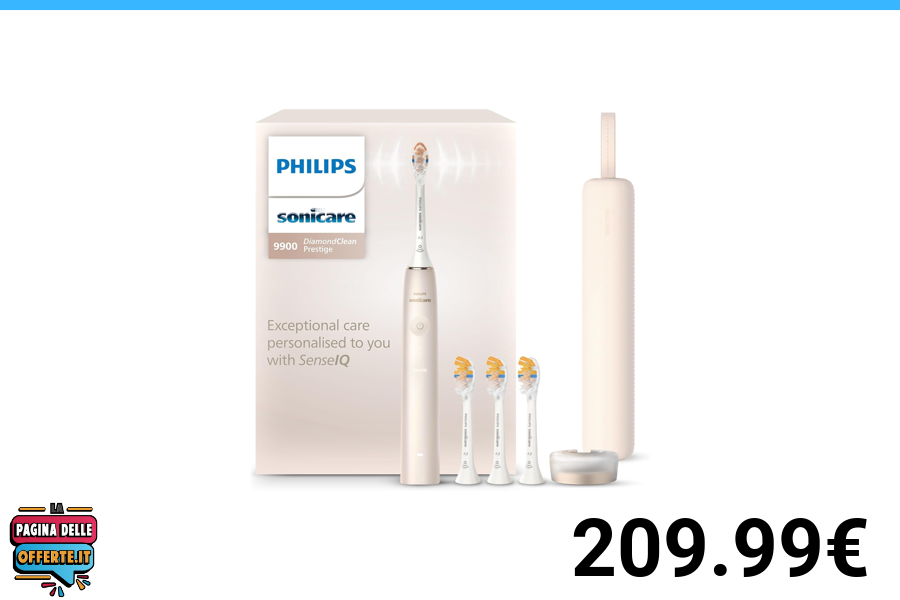 PHILIPS
sonicare
9900 DiamondClean
Prestige
Exceptional care
personalised to you
with SenseIQ
sonicare
LA
PAGINA DELLE
OFFERTE.IT
209.99€